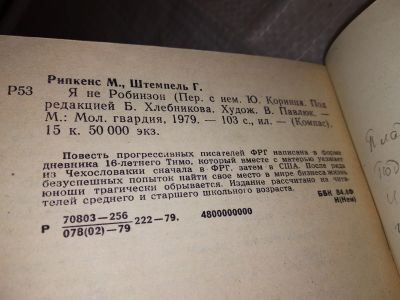 Рипкенс М., Штемпель Г.
Р53 Я не Робинзон (Пер. с нем. Ю. Коринца. Под
редакцией Б. Хлебникова. Худож. В. Павлюк. —
М.: Мол. гвардия, 1979. — 103 с., ил. — (Компас).
15 к. 50 000 экз.
Повесть прогрессивных писателей ФРГ написана в форме
дневника 16-летнего Тимо, который вместе с матерью уезжает
из Чехословакии сначала в ФРГ, затем в США. После ряда
безуспешных попыток найти свое место в мире бизнеса жизнь
юноши трагически обрывается. Издание рассчитано на чита-
телей среднего и старшего школьного возраста.
Р 70803—256
078(02)—79 222—79. 4800000000
ББК 84.4Ф
И(Нем)